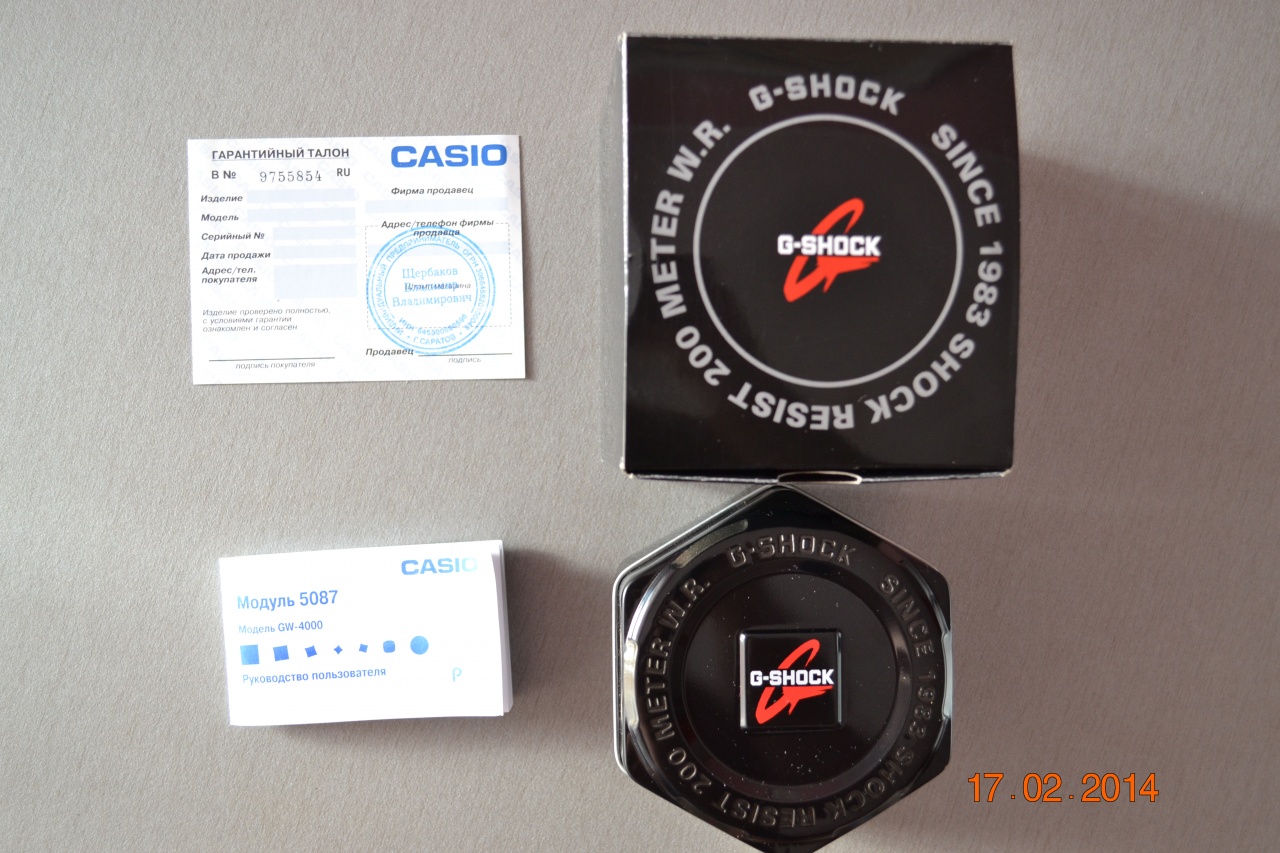 ГАРАНТИЙНЫЙ ТАЛОН
В № 9755854 RU
Изделие
Модель
Серийный №
Дата продажи
Адрес/тел.
покупателя
Изделие проверено полностью,
с условиями гарантии
ознакомлен и согласен
подпись покупателя
CASIO
Фирма продавец
Адрес/телефон фирмы
продавца
ПРЕДПРИНИМАТЕЛЬ
Щербаков
Владимирович
Г САРАТОВ
Продавец
подпись
G-SHOCK SINCE 1983 SHOCK RESIST 200 METER W.R.
G-SHOCK
CASIO
Модуль 5087
Модель GW-4000
Руководство пользователя
P
G-SHOCK SINCE 1983 SHOCK RESIST 200 METER W.R.
G-SHOCK
17.02.2014